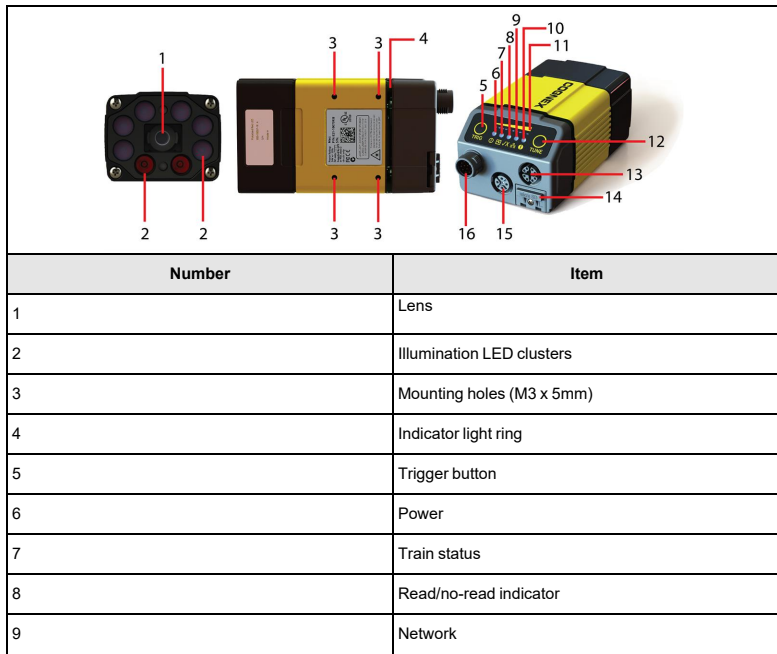 1
2
2
3
3
4
3
3
5
6
7
8
9
10
11
12
13
14
15
16
COGNEX
TRIG
TUNE
Number Item
1 Lens
2 Illumination LED clusters
3 Mounting holes (M3 x 5mm)
4 Indicator light ring
5 Trigger button
6 Power
7 Train status
8 Read/no-read indicator
9 Network